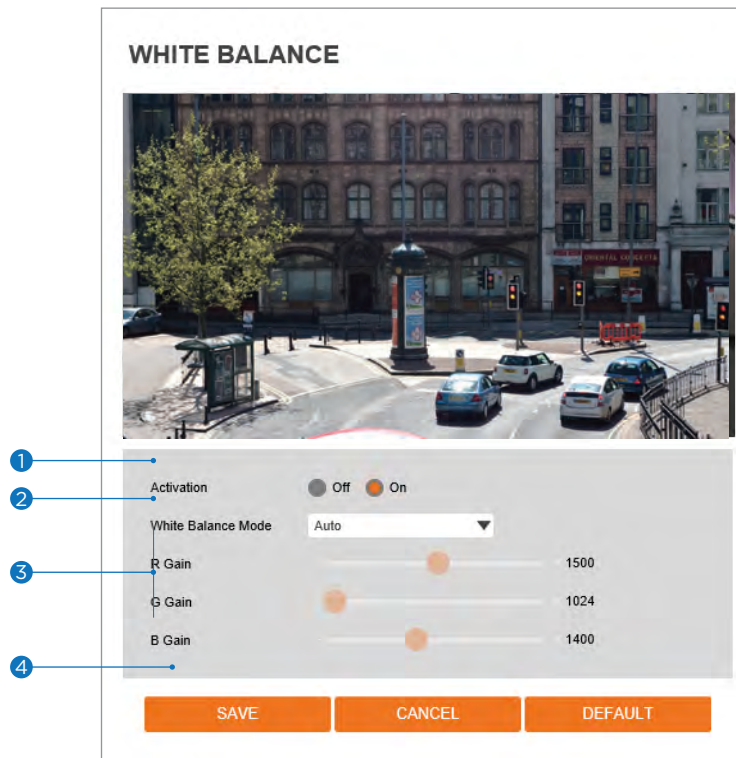 WHITE BALANCE
ORIENTAL
1
Activation Off On
2
White Balance Mode Auto
3
R Gain 1500
G Gain 1024
B Gain 1400
4
SAVE CANCEL DEFAULT